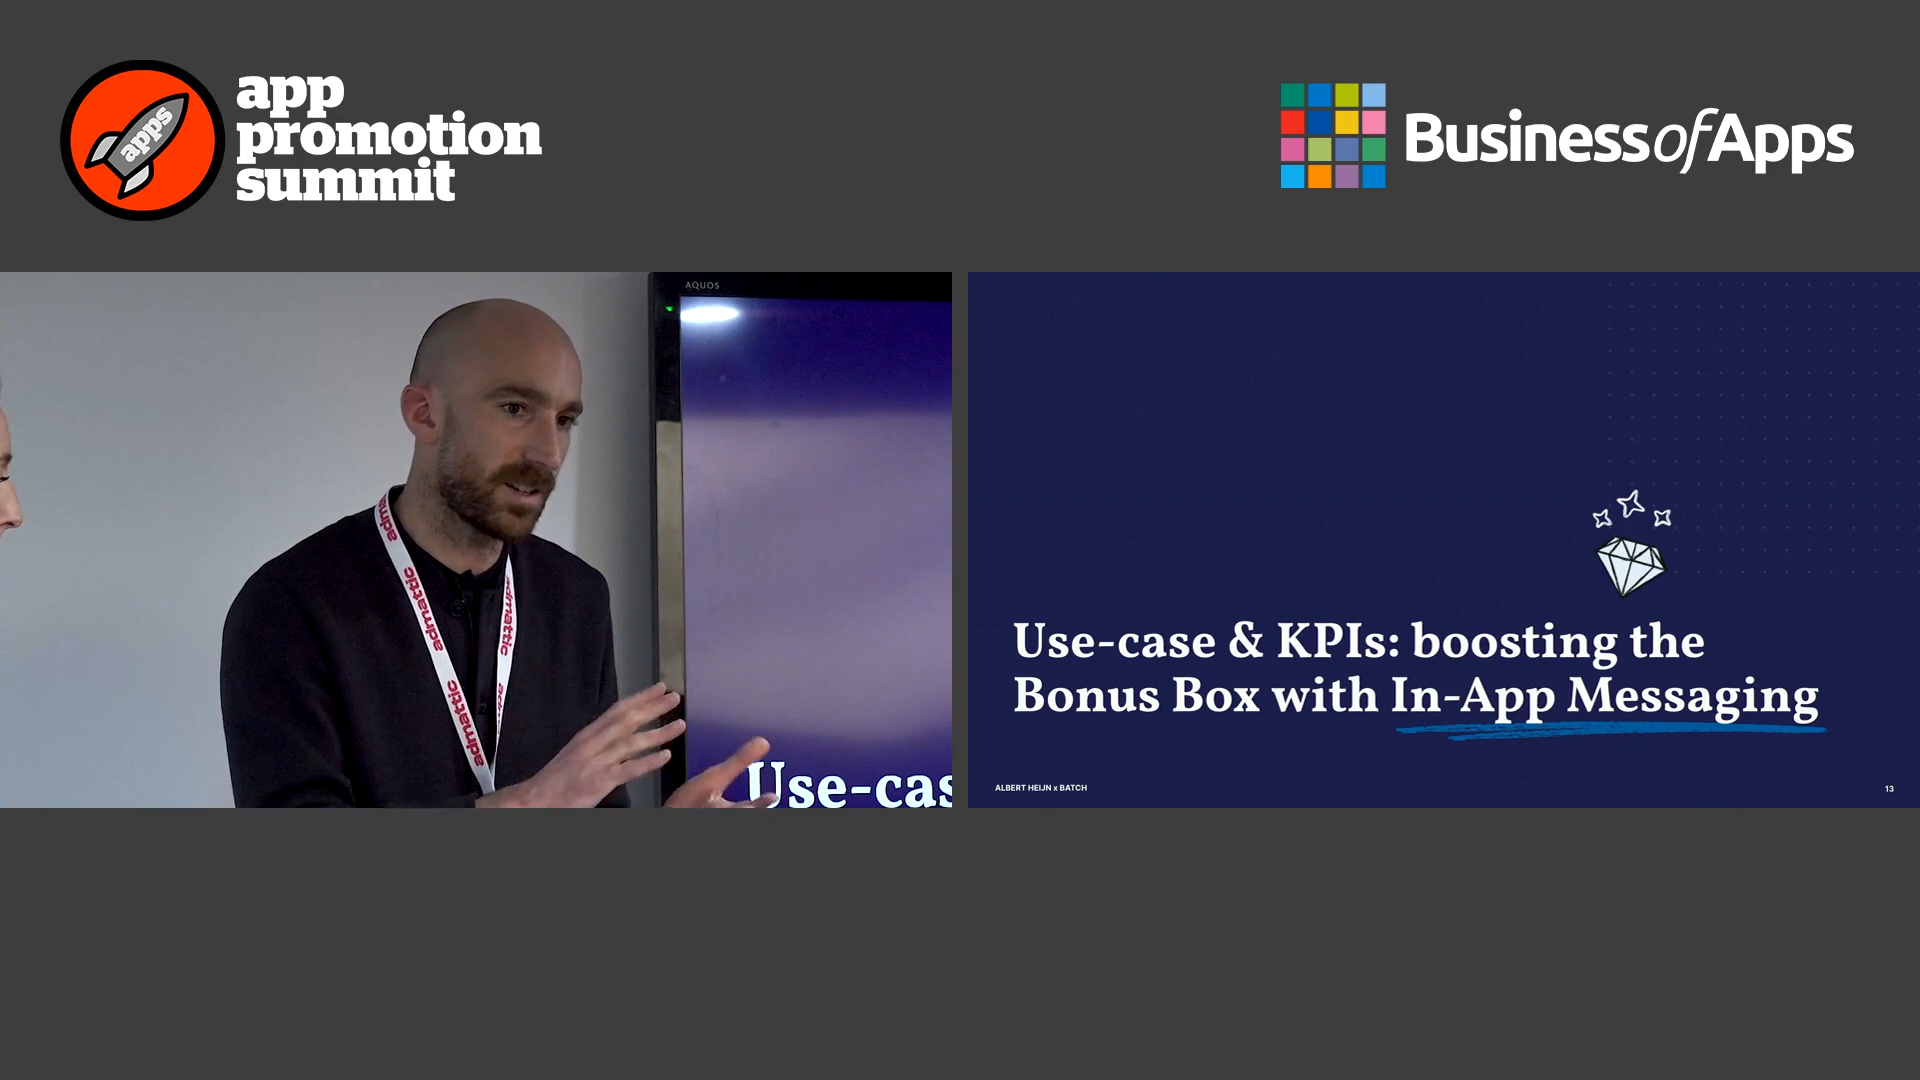 apps
app
promotion
summit
BusinessofApps
AQUOS
admattic
admattic
admattic
admattic
Use-cas
Use-case & KPIs: boosting the
Bonus Box with In-App Messaging
ALBERT HEIJN x BATCH
13